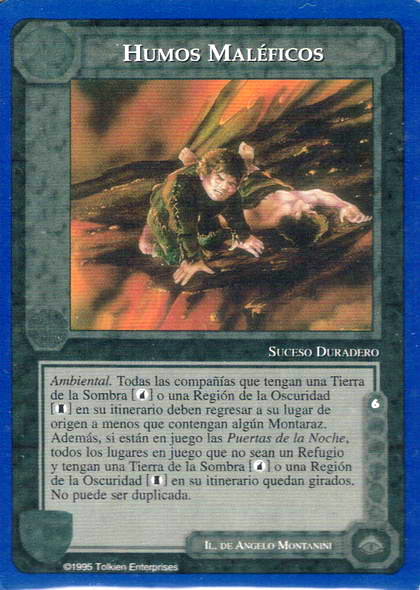 HUMOS MALÉFICOS
SUCESO DURADERO
Ambiental. Todas las compañías que tengan una Tierra
de la Sombra [] o una Región de la Oscuridad
[] en su itinerario deben regresar a su lugar de
origen a menos que contengan algún Montaraz.
Además, si están en juego las Puertas de la Noche,
todos los lugares en juego que no sean un Refugio
y tengan una Tierra de la Sombra [] o una Región
de la Oscuridad [] en su itinerario quedan girados.
No puede ser duplicada.
6
IL. DE ANGELO MONTANINI
©1995 Tolkien Enterprises